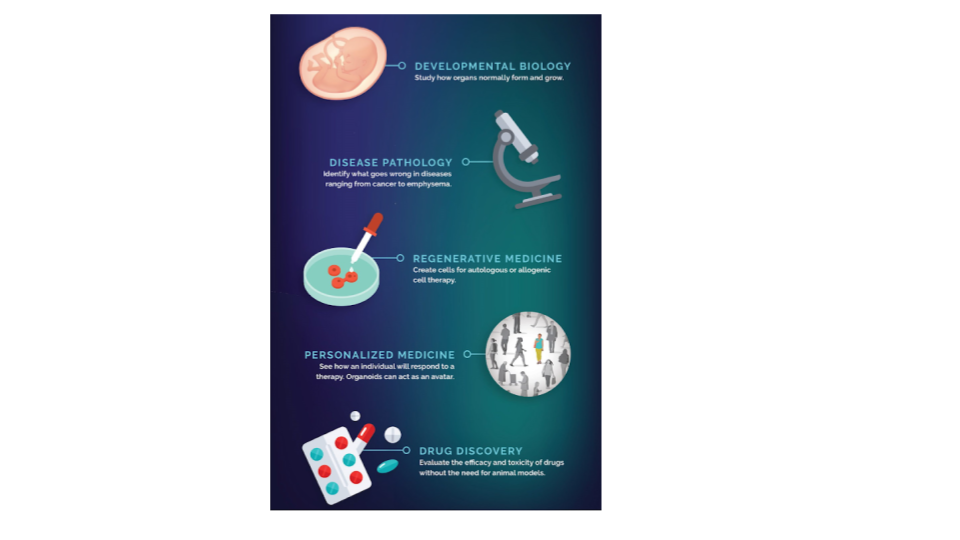 DEVELOPMENTAL BIOLOGY
Study how organs normally form and grow.
DISEASE PATHOLOGY
Identify what goes wrong in diseases
ranging from cancer to emphysema.
REGENERATIVE MEDICINE
Create cells for autologous or allogenic
cell therapy.
PERSONALIZED MEDICINE
See how an individual will respond to a
therapy. Organoids can act as an avatar.
DRUG DISCOVERY
Evaluate the efficacy and toxicity of drugs
without the need for animal models.